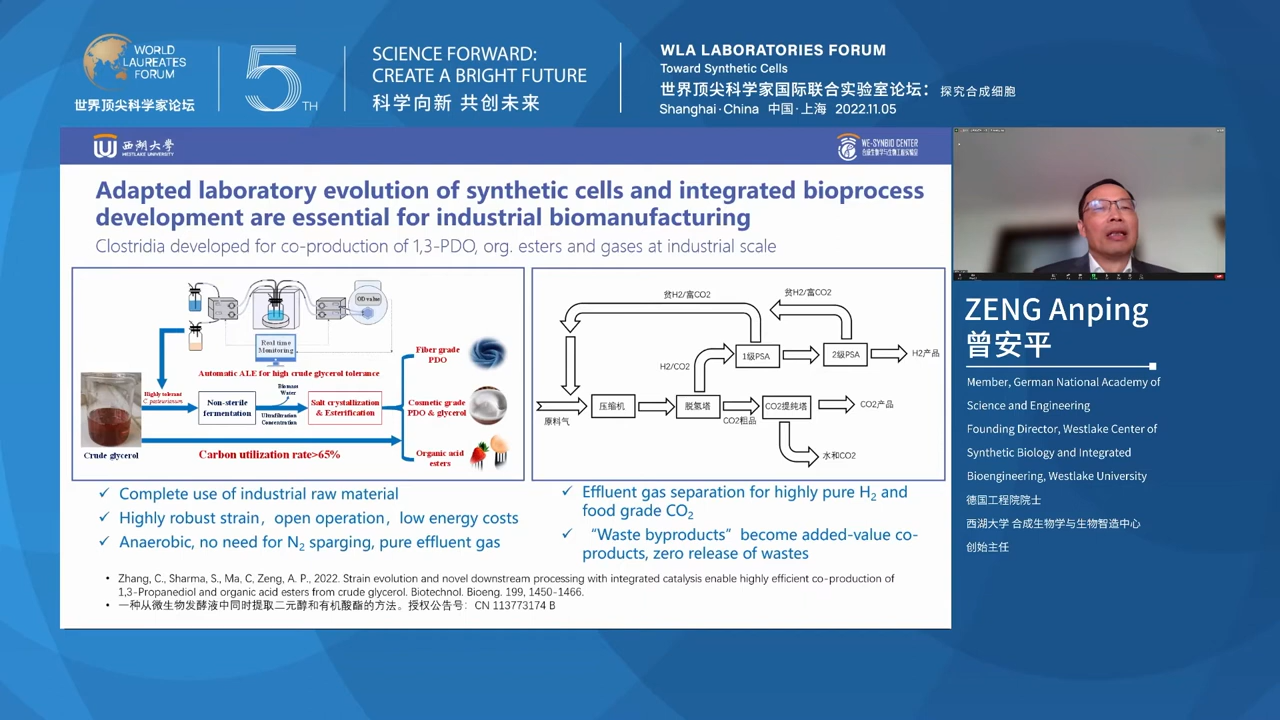 WORLD
LAUREATES
FORUM
世界顶尖科学家论坛
5
TH
SCIENCE FORWARD:
CREATE A BRIGHT FUTURE
科学向新 共创未来
WLA LABORATORIES FORUM
Toward Synthetic Cells
世界顶尖科学家国际联合实验室论坛：探究合成细胞
Shanghai·China 中国·上海 2022.11.05
西湖大學
WESTLAKE UNIVERSITY
WE-SYNBIO CENTER
Adapted laboratory evolution of synthetic cells and integrated bioprocess
development are essential for industrial biomanufacturing
Clostridia developed for co-production of 1,3-PDO, org. esters and gases at industrial scale
OD value
Real time
Monitoring
Automatic ALE for high crude glycerol tolerance
Highly tolerant
C. pasteurianum
Non-sterile
fermentation
Biomass
Water
Ultrafiltration
Concentration
Salt crystallization
& Esterification
Fiber grade
PDO
Cosmetic grade
PDO & glycerol
Organic acid
esters
Crude glycerol
Carbon utilization rate>65%
贫H2/富CO2
贫H2/富CO2
H2/CO2
1级PSA
2级PSA
H2产品
原料气
压缩机
脱氢塔
CO2粗品
CO2提纯塔
CO2产品
水和CO2
✓ Complete use of industrial raw material
✓ Highly robust strain，open operation，low energy costs
✓ Anaerobic, no need for N2 sparging, pure effluent gas
✓ Effluent gas separation for highly pure H2 and
food grade CO2
✓ “Waste byproducts” become added-value co-
products, zero release of wastes
• Zhang, C., Sharma, S., Ma, C, Zeng, A. P., 2022. Strain evolution and novel downstream processing with integrated catalysis enable highly efficient co-production of
1,3-Propanediol and organic acid esters from crude glycerol. Biotechnol. Bioeng. 199, 1450-1466.
• 一种从微生物发酵液中同时提取二元醇和有机酸酯的方法。授权公告号：CN 113773174 B
ZENG Anping
曾安平
Member, German National Academy of
Science and Engineering
Founding Director, Westlake Center of
Synthetic Biology and Integrated
Bioengineering, Westlake University
德国工程院院士
西湖大学 合成生物学与生物智造中心
创始主任